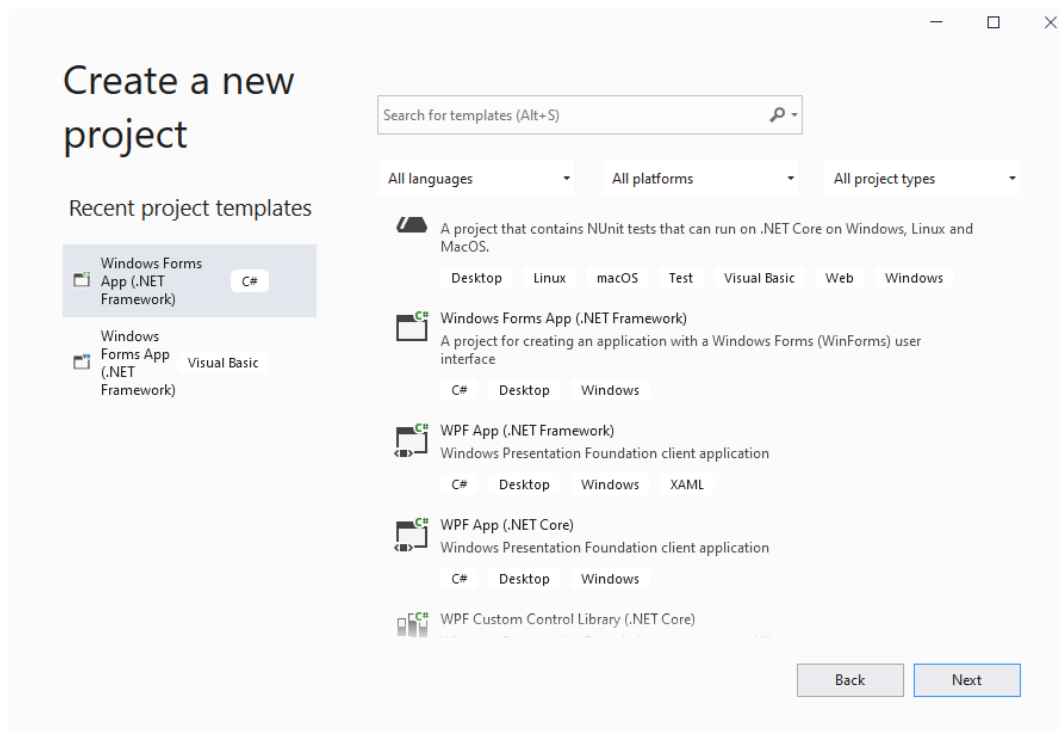 Create a new
project
Recent project templates
Windows Forms
App (.NET
Framework)
C#
Windows
Forms App
(.NET
Framework)
Visual Basic
Search for templates (Alt+S)
All languages
All platforms
All project types
A project that contains NUnit tests that can run on .NET Core on Windows, Linux and
MacOS.
Desktop Linux macOS Test Visual Basic Web Windows
C#
Windows Forms App (.NET Framework)
A project for creating an application with a Windows Forms (WinForms) user
interface
C# Desktop Windows
C#
WPF App (.NET Framework)
Windows Presentation Foundation client application
C# Desktop Windows XAML
C#
WPF App (.NET Core)
Windows Presentation Foundation client application
C# Desktop Windows
C#
WPF Custom Control Library (.NET Core)
Back
Next